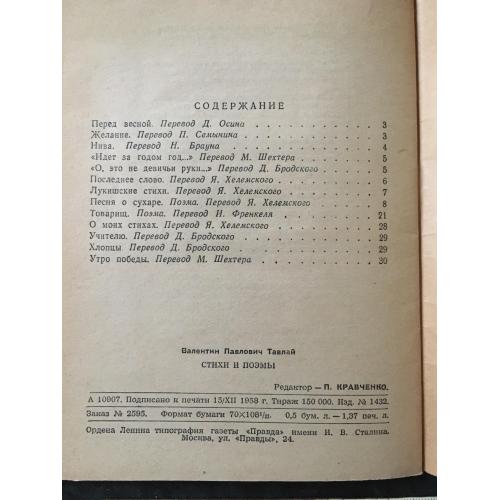 СОДЕРЖАНИЕ
Перед весной. Перевод Д. Осина . . . . . . . . . . 3
Желание. Перевод П. Семынина . . . . . . . . . . 3
Нива. Перевод Н. Брауна . . . . . . . . . . 4
«Идет за годом год...» Перевод М. Шехтера . . . . . 5
«О, это не девичьи руки...» Перевод Д. Бродского . . . 5
Последнее слово. Перевод Я. Хелемского . . . . . . 6
Лукишские стихи. Перевод Я. Хелемского . . . . . . 7
Песня о сухаре. Поэма. Перевод Я. Хелемского . . . . 8
Товарищ. Поэма. Перевод И. Френкеля . . . . . . 21
О моих стихах. Перевод Я. Хелемского . . . . . . 28
Учителю. Перевод Д. Бродского . . . . . . . . . 29
Хлопцы. Перевод Д. Бродского . . . . . . . . . 29
Утро победы. Перевод М. Шехтера . . . . . . . . 30
Валентин Павлович Тавлай
СТИХИ И ПОЭМЫ
Редактор — П. КРАВЧЕНКО.
А 10907. Подписано к печати 15/XII 1958 г. Тираж 150 000. Изд. № 1432.
Заказ № 2595. Формат бумаги 70×108¹/₃₂. 0,5 бум. л. — 1,37 печ. л.
Ордена Ленина типография газеты «Правда» имени И. В. Сталина.
Москва, ул. «Правды», 24.